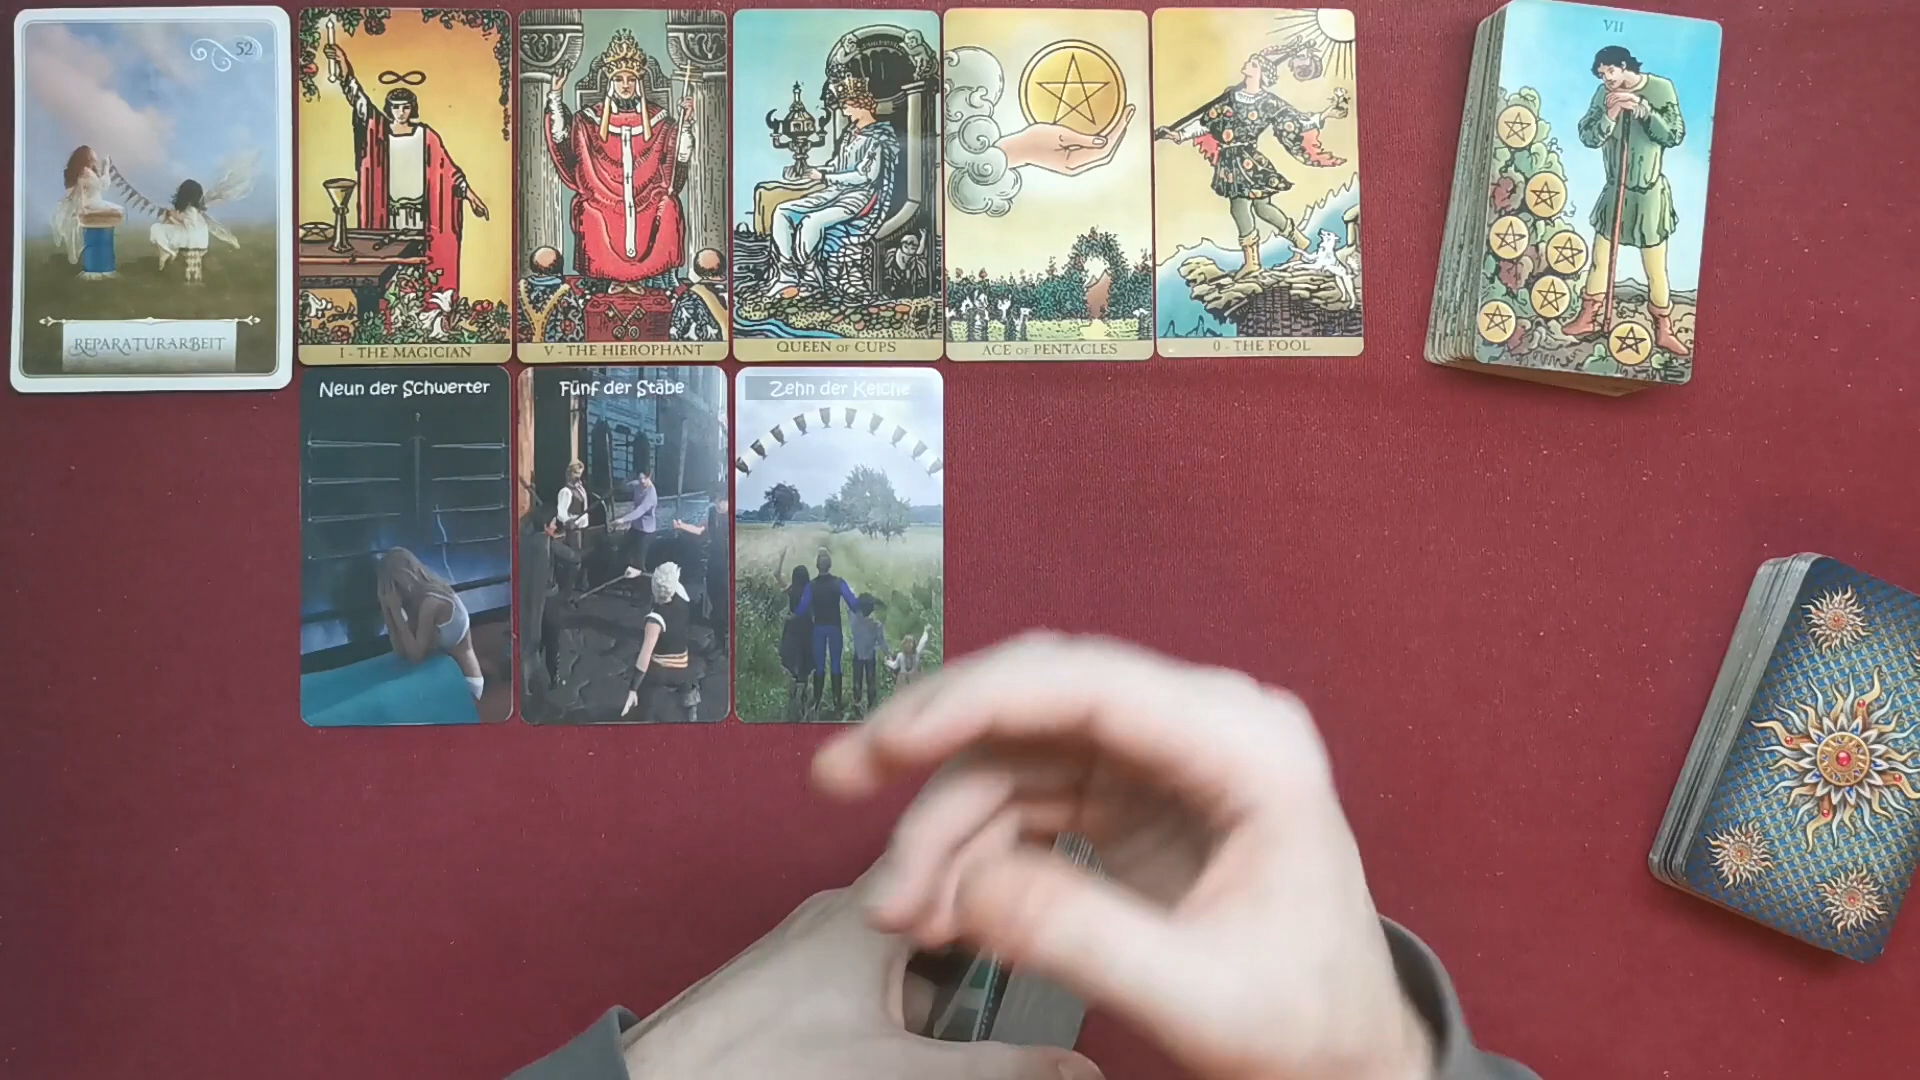 52
REPARATURARBEIT
I - THE MAGICIAN
V - THE HIEROPHANT
QUEEN OF CUPS
ACE OF PENTACLES
0 - THE FOOL
VII
Neun der Schwerter
Fünf der Stäbe
Zehn der Kelche